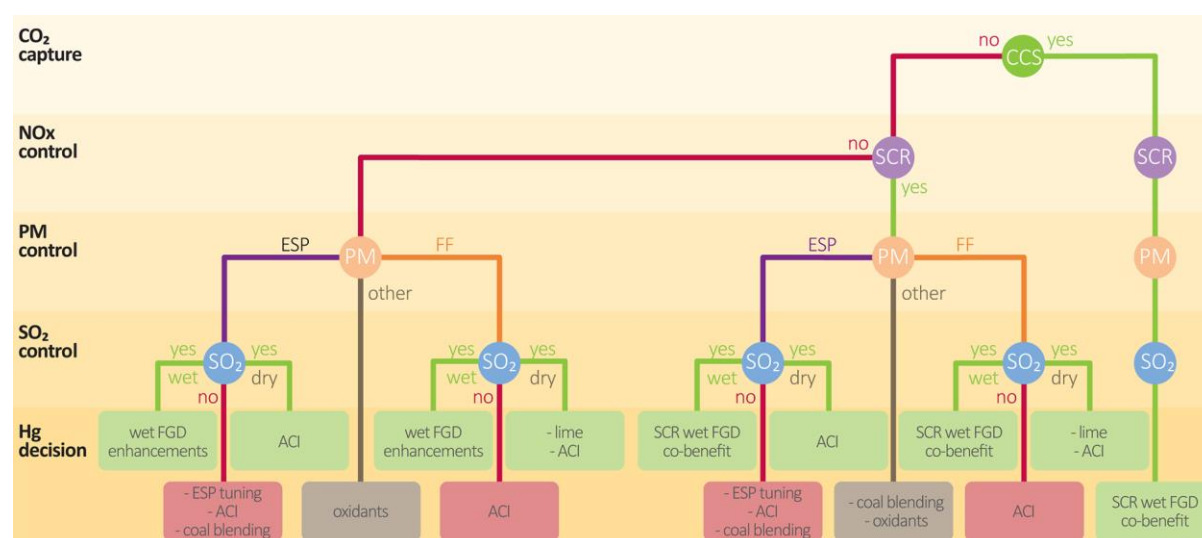 CO₂
capture
no
yes
CCS
NOx
control
no
SCR
yes
SCR
PM
control
ESP
PM
FF
other
ESP
PM
FF
other
PM
SO₂
control
yes
SO₂
yes
wet
dry
no
yes
SO₂
yes
wet
dry
no
yes
SO₂
yes
wet
dry
no
yes
SO₂
yes
wet
dry
no
SO₂
Hg
decision
wet FGD
enhancements
ACI
wet FGD
enhancements
- lime
- ACI
SCR wet FGD
co-benefit
ACI
SCR wet FGD
co-benefit
- lime
- ACI
- ESP tuning
- ACI
- coal blending
oxidants
ACI
- ESP tuning
- ACI
- coal blending
- coal blending
- oxidants
ACI
SCR wet FGD
co-benefit